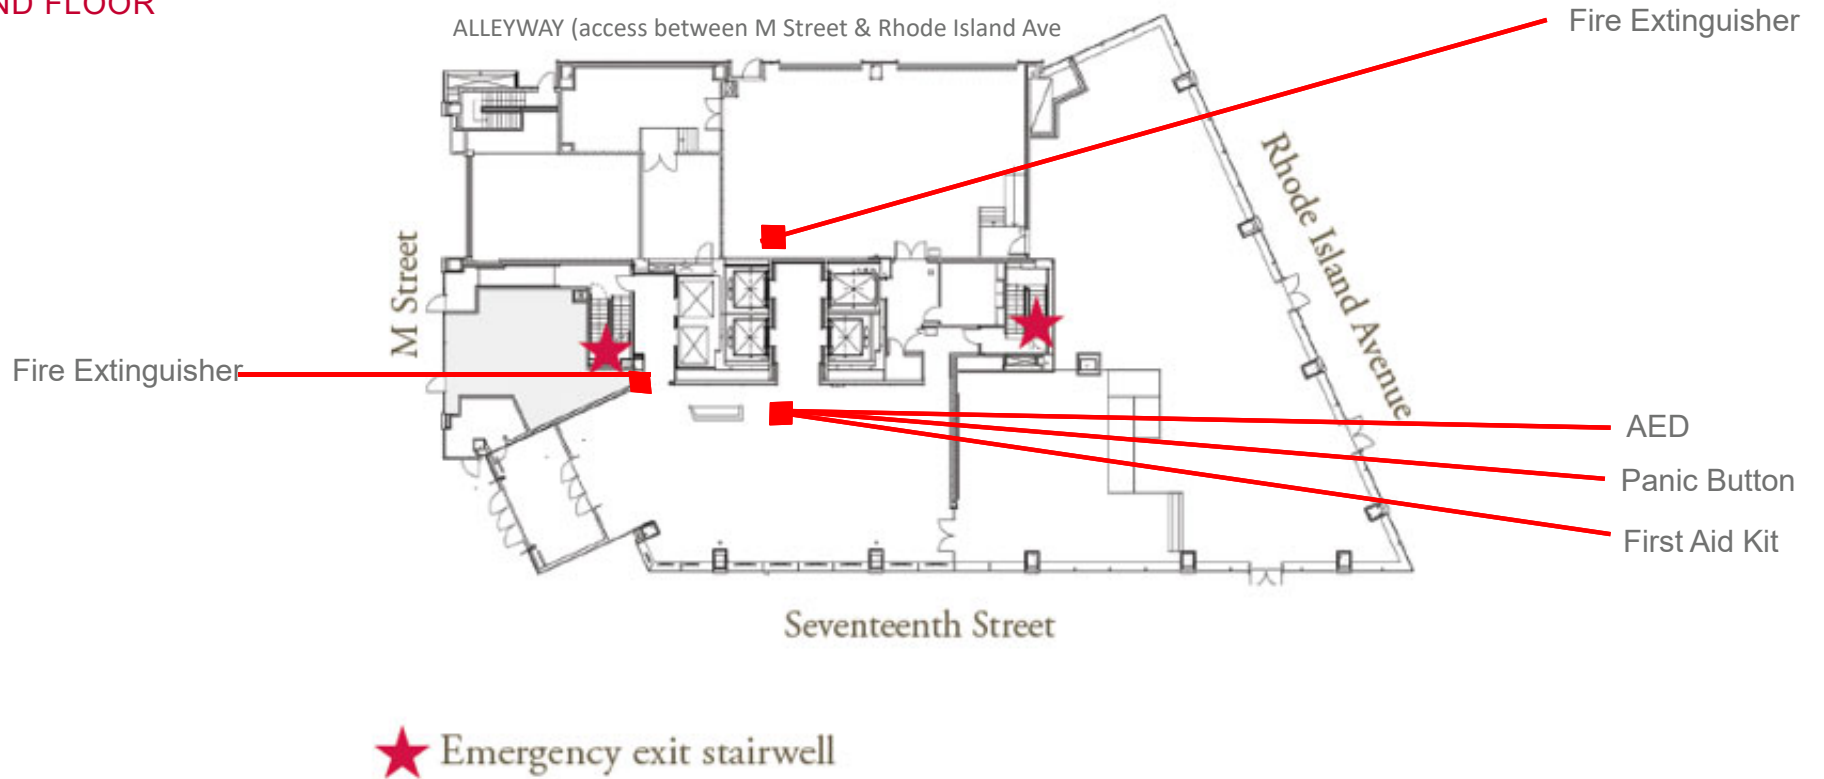 ND FLOOR
ALLEYWAY (access between M Street & Rhode Island Ave
Fire Extinguisher
Rhode Island Avenue
M Street
Fire Extinguisher
AED
Panic Button
First Aid Kit
Seventeenth Street
Emergency exit stairwell